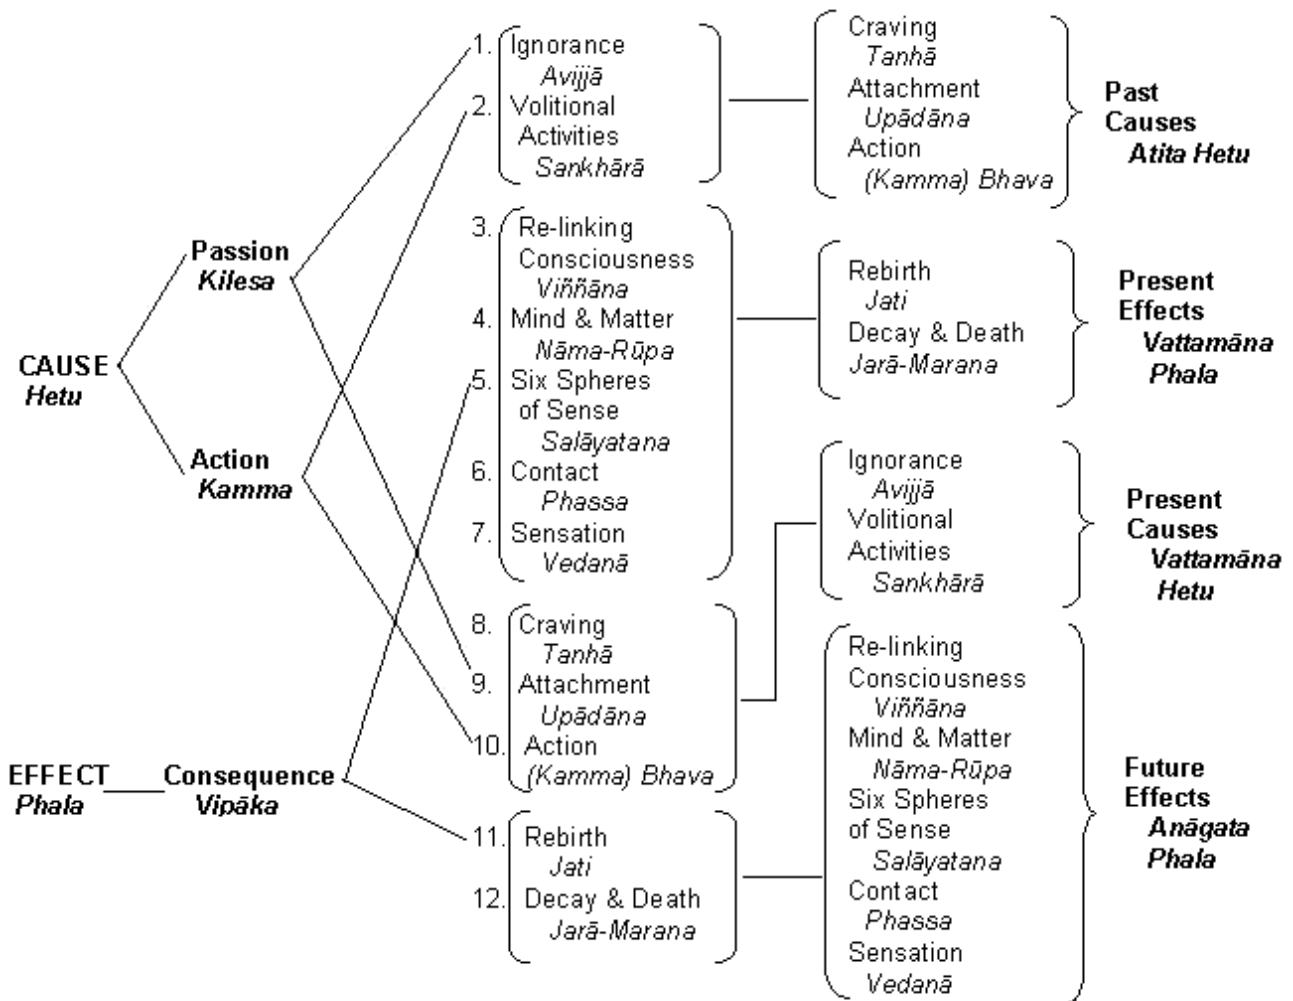 CAUSE
Hetu
EFFECT
Phala
Passion
Kilesa
Action
Kamma
Consequence
Vipāka
1. Ignorance
Avijjā
2. Volitional
Activities
Sankhārā
3. Re-linking
Consciousness
Viññāna
4. Mind & Matter
Nāma-Rūpa
5. Six Spheres
of Sense
Salāyatana
6. Contact
Phassa
7. Sensation
Vedanā
8. Craving
Tanhā
9. Attachment
Upādāna
10. Action
(Kamma) Bhava
11. Rebirth
Jati
12. Decay & Death
Jarā-Marana
Craving
Tanhā
Attachment
Upādāna
Action
(Kamma) Bhava
Rebirth
Jati
Decay & Death
Jarā-Marana
Ignorance
Avijjā
Volitional
Activities
Sankhārā
Re-linking
Consciousness
Viññāna
Mind & Matter
Nāma-Rūpa
Six Spheres
of Sense
Salāyatana
Contact
Phassa
Sensation
Vedanā
Past
Causes
Atita Hetu
Present
Effects
Vattamāna
Phala
Present
Causes
Vattamāna
Hetu
Future
Effects
Anāgata
Phala